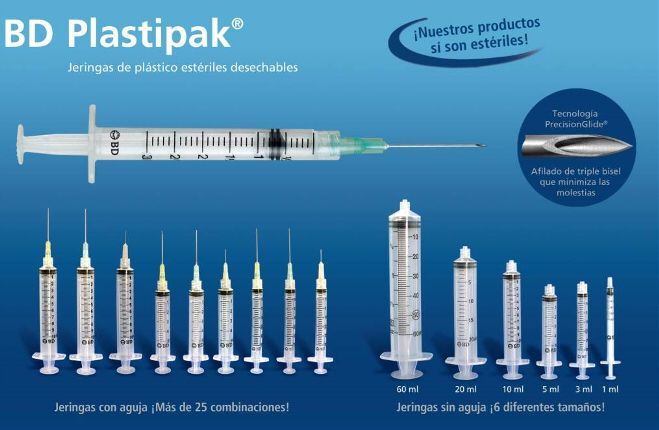 BD Plastipak®
Jeringas de plástico estériles desechables
¡Nuestros productos
sí son estériles!
Tecnología
PrecisionGlide®
Afilado de triple bisel
que minimiza las
molestias
BD
60 ml
20 ml
10 ml
5 ml
3 ml
1 ml
Jeringas con aguja ¡Más de 25 combinaciones!
Jeringas sin aguja ¡6 diferentes tamaños!